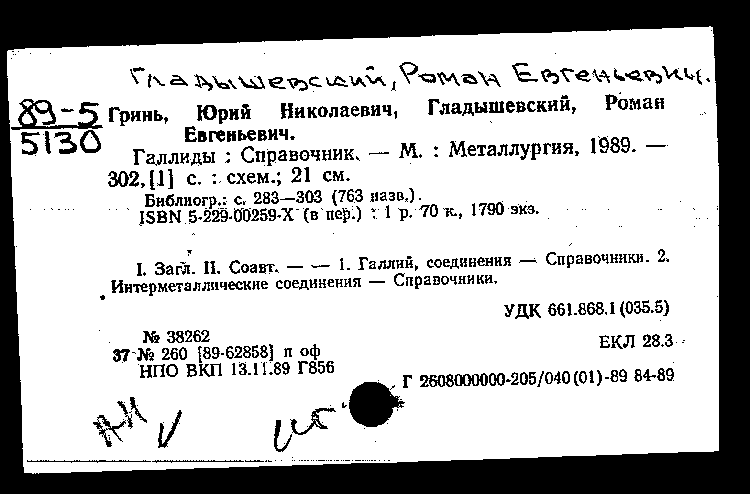 Гладышевский, Роман Евгеньевич.
89-5
5130
Гринь, Юрий Николаевич, Гладышевский, Роман
Евгеньевич.
Галлиды : Справочник. — М. : Металлургия, 1989. —
302,[1] с. : схем.; 21 см.
Библиогр.: с. 283—303 (763 назв.).
ISBN 5-229-00259-X (в пер.) : 1 р. 70 к., 1790 экз.
I. Загл. II. Соавт. — — 1. Галлий, соединения — Справочники. 2.
Интерметаллические соединения — Справочники.
УДК 661.868.1(035.5)
№ 38262
37 № 260 [89-62858] п оф
ЕКЛ 28.3
НПО ВКП 13.11.89 Г856
Г 2608000000-205/040(01)-89 84-89